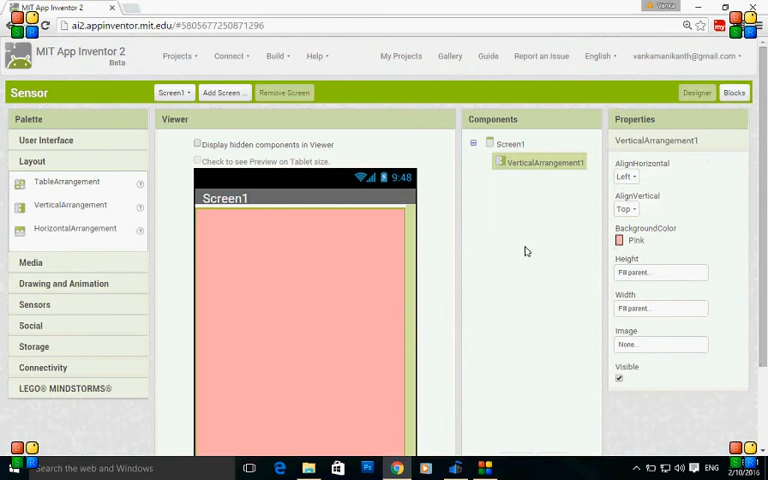 MIT App Inventor 2
Vanka
ai2.appinventor.mit.edu/#5805677250871296
my
MIT App Inventor 2
Beta
Projects Connect Build Help My Projects Gallery Guide Report an Issue English vankamanikanth@gmail.com
Sensor Screen1 Add Screen ... Remove Screen Designer Blocks
Palette Viewer Components Properties
User Interface
Layout
TableArrangement
VerticalArrangement
HorizontalArrangement
Media
Drawing and Animation
Sensors
Social
Storage
Connectivity
LEGO® MINDSTORMS®
Display hidden components in Viewer
Check to see Preview on Tablet size.
9:48
Screen1
Screen1
VerticalArrangement1
VerticalArrangement1
AlignHorizontal
Left
AlignVertical
Top
BackgroundColor
Pink
Height
Fill parent...
Width
Fill parent...
Image
None...
Visible
Search the web and Windows
ENG
2/10/2016